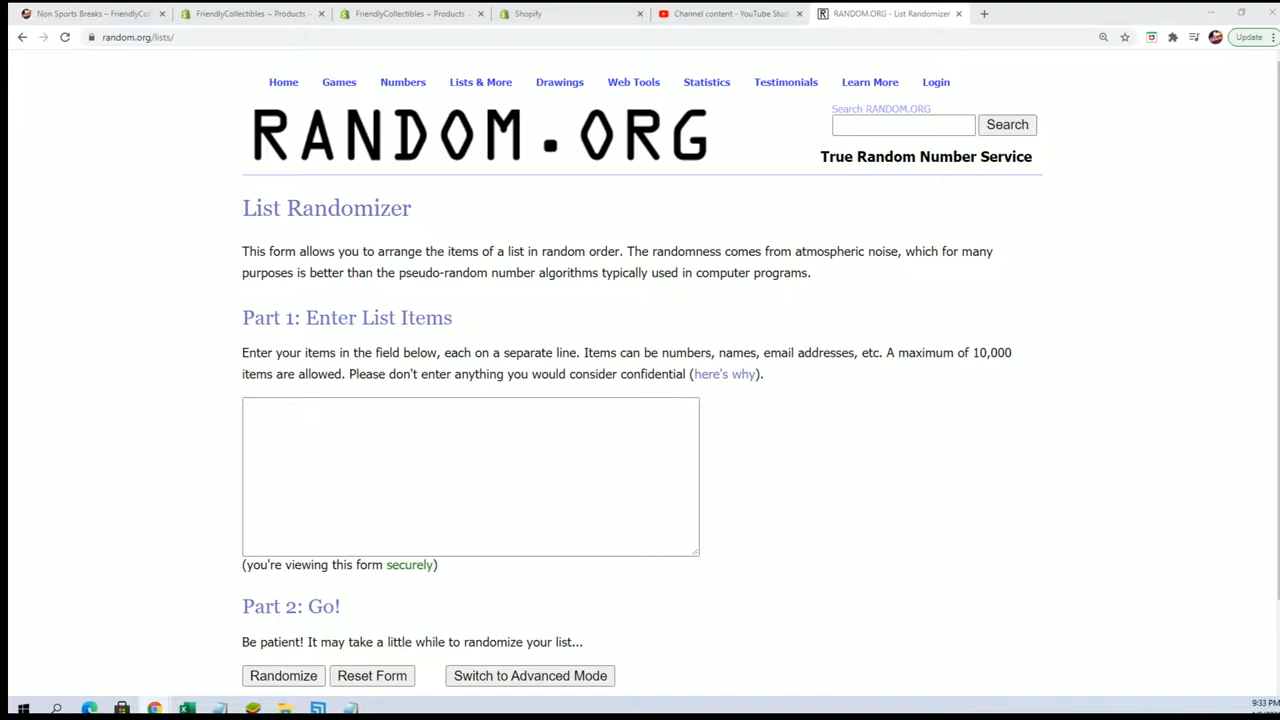 Non Sports Breaks – FriendlyCol
FriendlyCollectibles ~ Products
FriendlyCollectibles ~ Products
Shopify
Channel content - YouTube Stud
RANDOM.ORG - List Randomizer
random.org/lists/
Update
Home Games Numbers Lists & More Drawings Web Tools Statistics Testimonials Learn More Login
RANDOM.ORG
Search RANDOM.ORG
Search
True Random Number Service
List Randomizer
This form allows you to arrange the items of a list in random order. The randomness comes from atmospheric noise, which for many
purposes is better than the pseudo-random number algorithms typically used in computer programs.
Part 1: Enter List Items
Enter your items in the field below, each on a separate line. Items can be numbers, names, email addresses, etc. A maximum of 10,000
items are allowed. Please don't enter anything you would consider confidential (here's why).
(you're viewing this form securely)
Part 2: Go!
Be patient! It may take a little while to randomize your list...
Randomize Reset Form Switch to Advanced Mode
9:33 PM